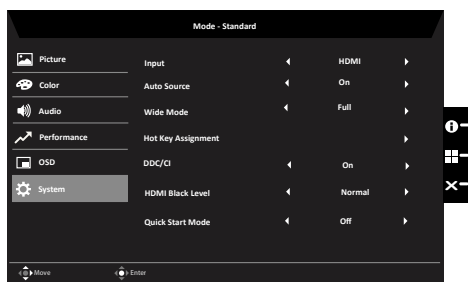 Mode - Standard
Picture
Color
Audio
Performance
OSD
System
Input HDMI
Auto Source On
Wide Mode Full
Hot Key Assignment
DDC/CI On
HDMI Black Level Normal
Quick Start Mode Off
Move Enter